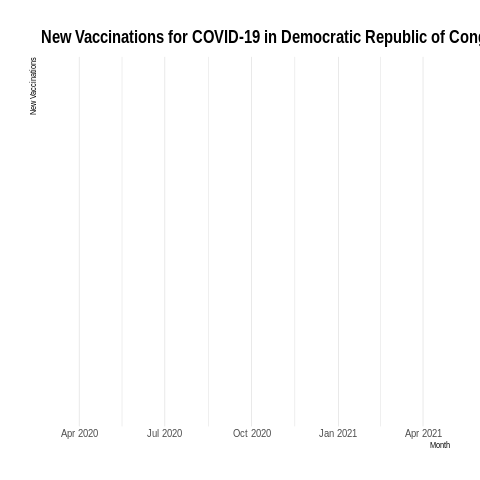 New Vaccinations for COVID-19 in Democratic Republic of Cong
New Vaccinations
Apr 2020 Jul 2020 Oct 2020 Jan 2021 Apr 2021
Month